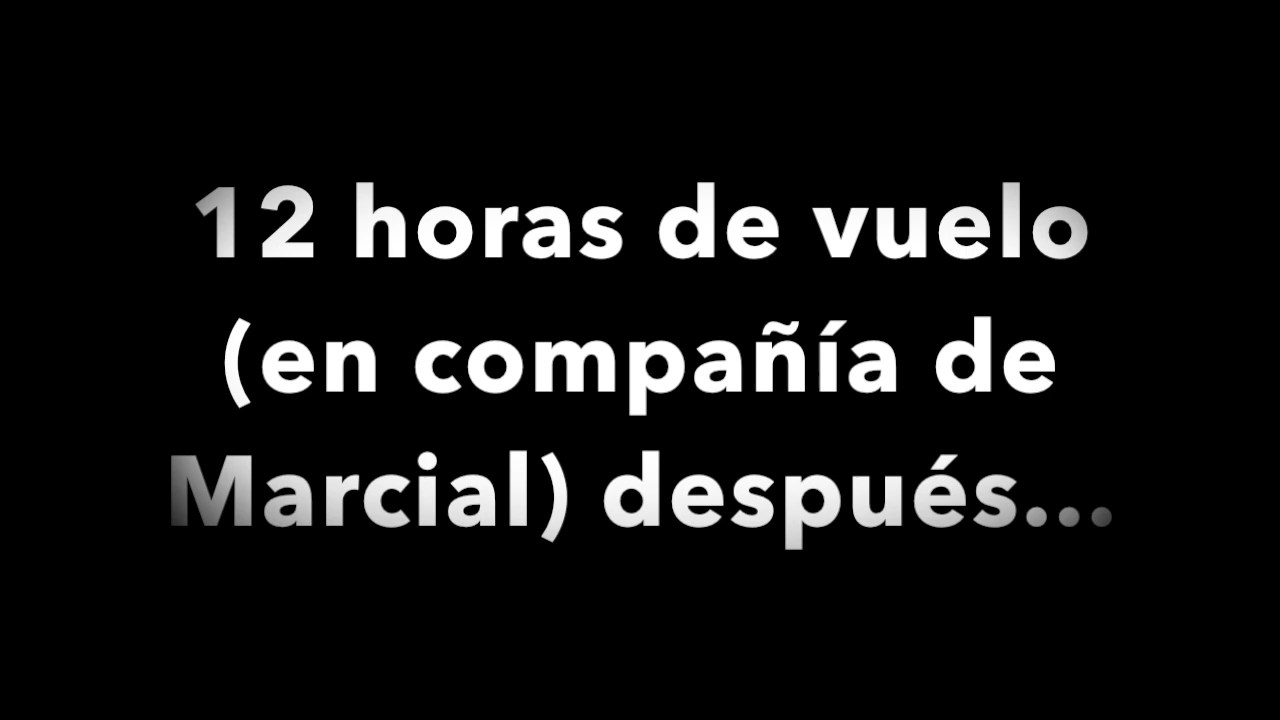 12 horas de vuelo
(en compañía de
Marcial) después...